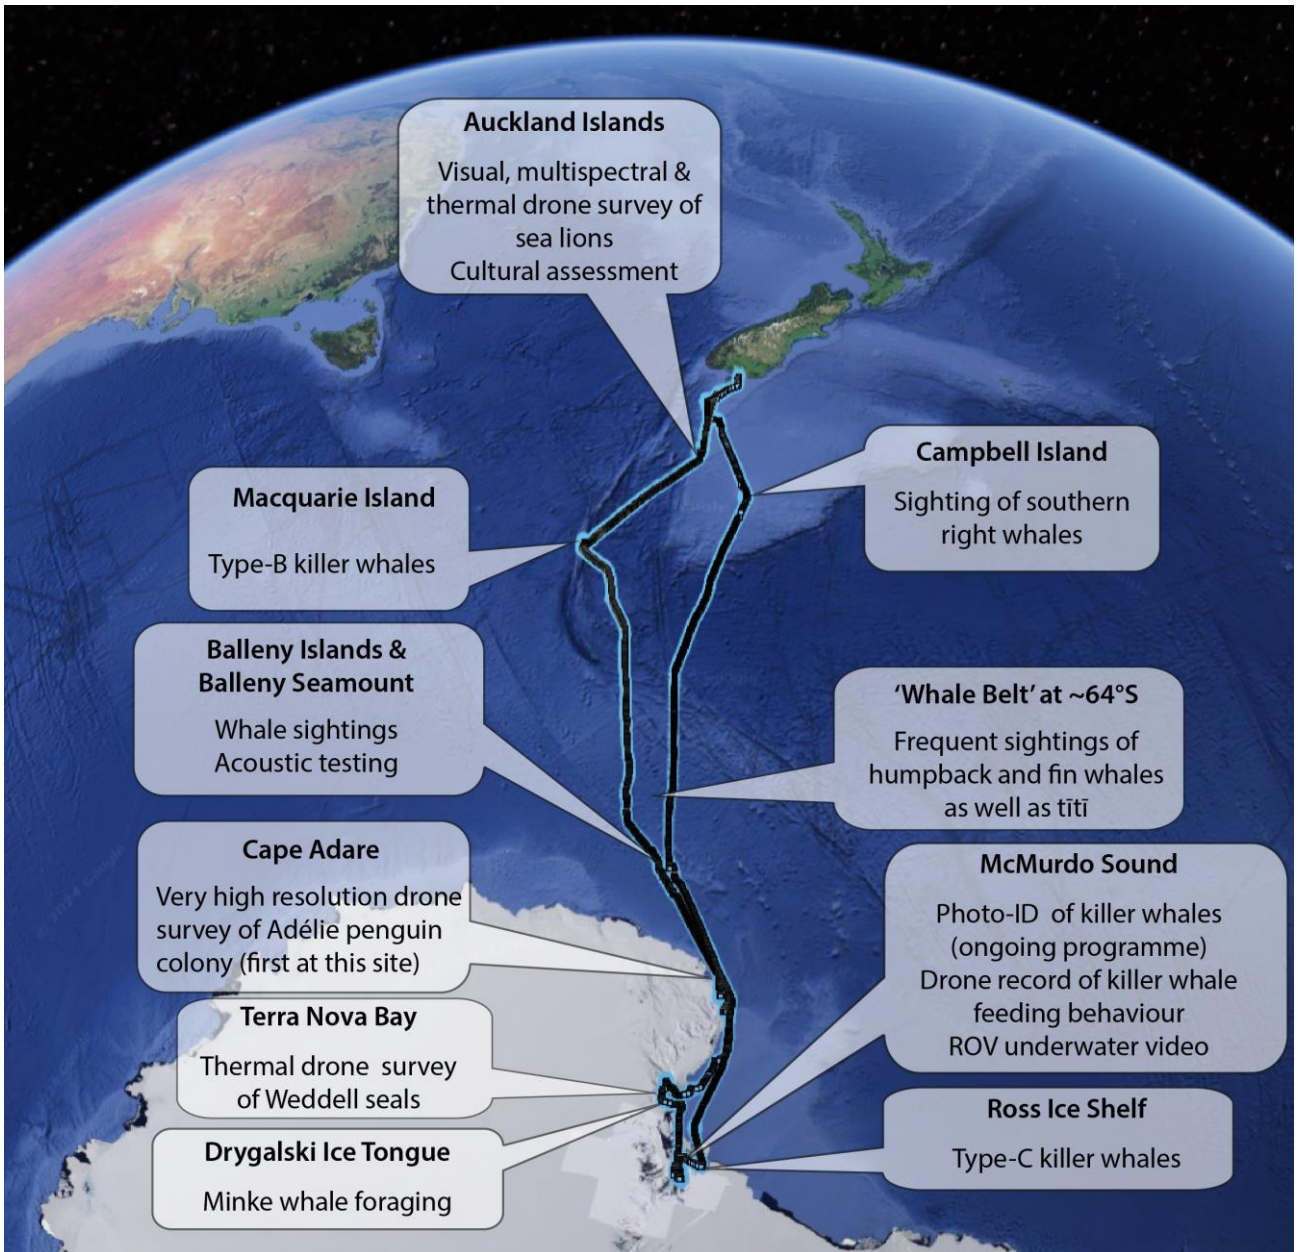 Auckland Islands
Visual, multispectral &
thermal drone survey of
sea lions
Cultural assessment
Campbell Island
Sighting of southern
right whales
Macquarie Island
Type-B killer whales
Balleny Islands &
Balleny Seamount
Whale sightings
Acoustic testing
‘Whale Belt’ at ~64°S
Frequent sightings of
humpback and fin whales
as well as tītī
Cape Adare
Very high resolution drone
survey of Adélie penguin
colony (first at this site)
McMurdo Sound
Photo-ID of killer whales
(ongoing programme)
Drone record of killer whale
feeding behaviour
ROV underwater video
Terra Nova Bay
Thermal drone survey
of Weddell seals
Ross Ice Shelf
Type-C killer whales
Drygalski Ice Tongue
Minke whale foraging